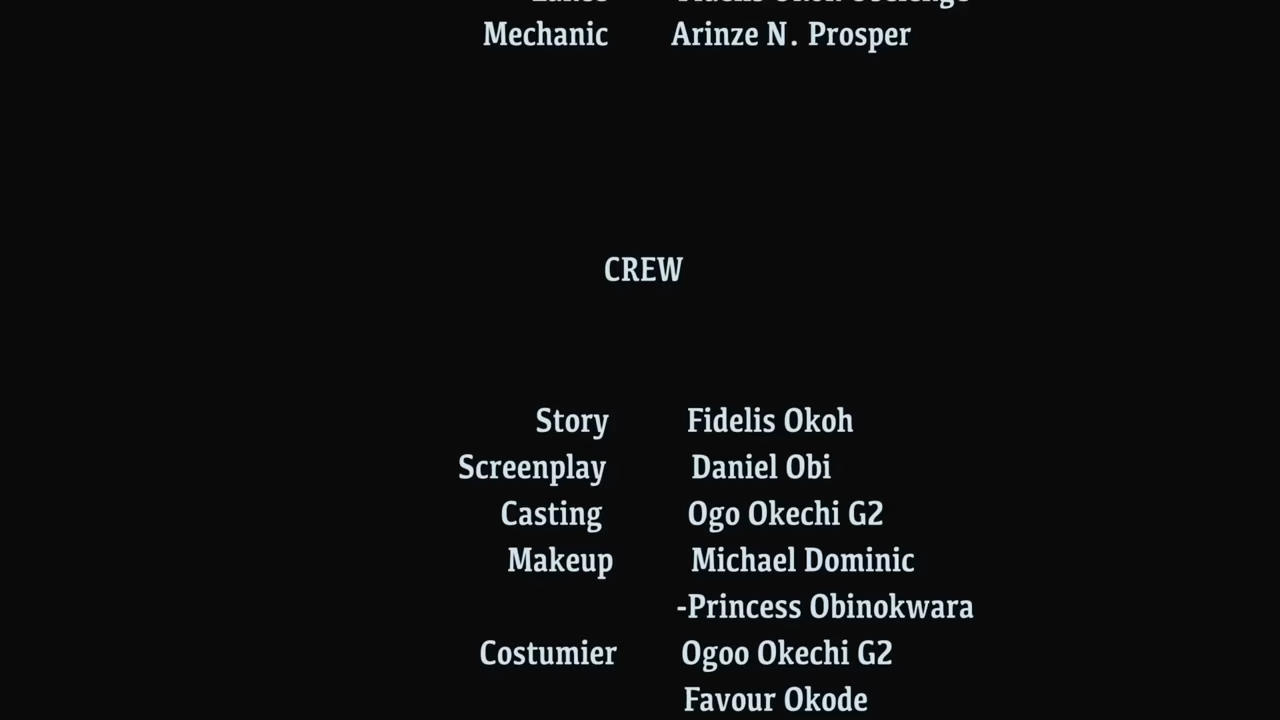 Mechanic Arinze N. Prosper
CREW
Story Fidelis Okoh
Screenplay Daniel Obi
Casting Ogo Okechi G2
Makeup Michael Dominic
-Princess Obinokwara
Costumier Ogoo Okechi G2
Favour Okode